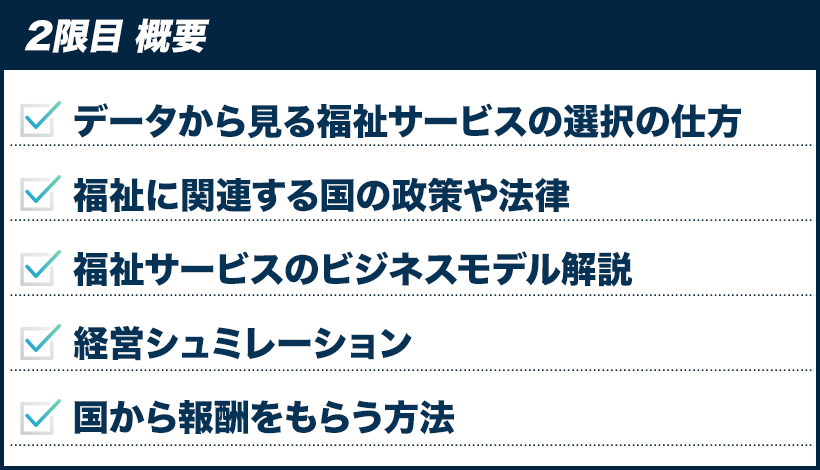 2限目 概要
データから見る福祉サービスの選択の仕方
福祉に関連する国の政策や法律
福祉サービスのビジネスモデル解説
経営シュミレーション
国から報酬をもらう方法